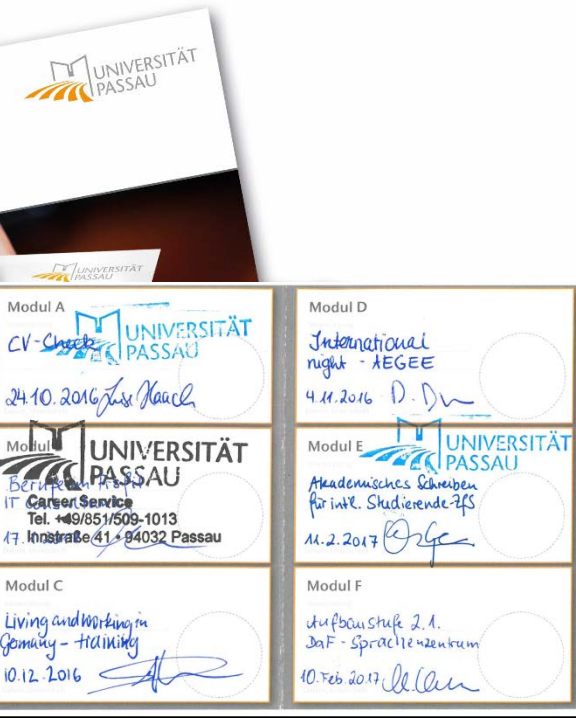 UNIVERSITÄT
PASSAU
UNIVERSITÄT
PASSAU
Modul A
UNIVERSITÄT
PASSAU
CV-Check
24.10.2016
Modul
UNIVERSITÄT
PASSAU
IT
Career Service
Tel. +49/851/509-1013
17.
Innstraße 41 • 94032 Passau
Modul C
Living and Working in
Germany - training
10.12.2016
Modul D
International
night - AEGEE
4.11.2016
Modul E
UNIVERSITÄT
PASSAU
Akademisches Schreiben
für intl. Studierende-ZfS
11.2.2017
Modul F
Aufbaustufe 2.1.
DaF - Sprachenzentrum
10. Feb. 2017